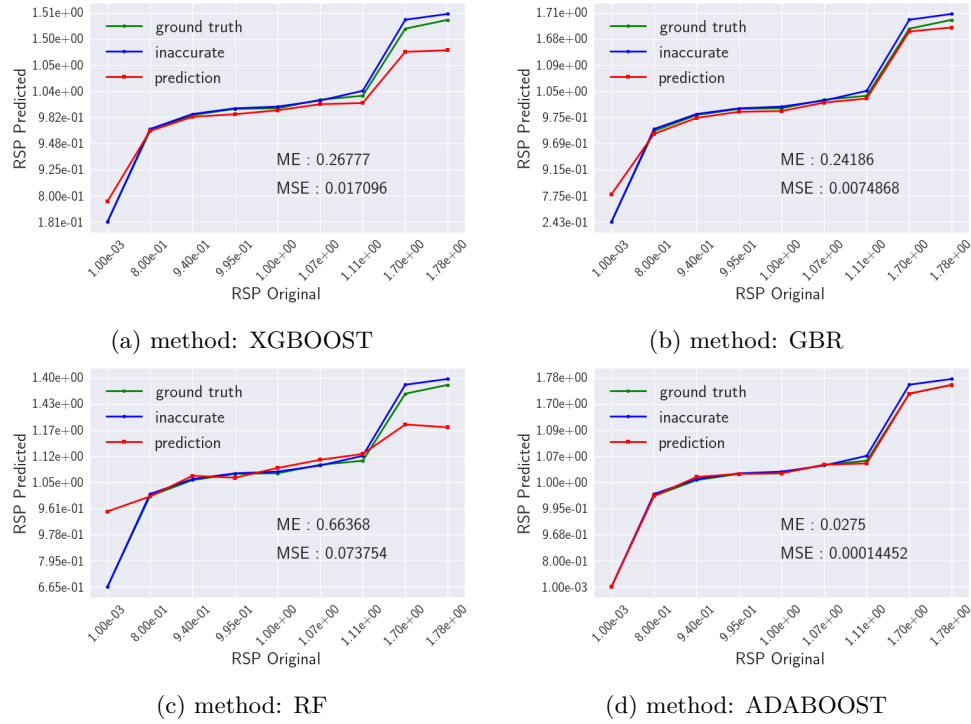 1.51e+00
1.50e+00
1.05e+00
1.04e+00
9.82e-01
9.48e-01
9.25e-01
8.00e-01
1.81e-01
RSP Predicted
ground truth
inaccurate
prediction
ME : 0.26777
MSE : 0.017096
1.00e-03
8.00e-01
9.40e-01
9.95e-01
1.00e+00
1.07e+00
1.11e+00
1.70e+00
1.78e+00
RSP Original
(a) method: XGBOOST
1.71e+00
1.68e+00
1.09e+00
1.05e+00
9.75e-01
9.69e-01
9.15e-01
7.75e-01
2.43e-01
RSP Predicted
ground truth
inaccurate
prediction
ME : 0.24186
MSE : 0.0074868
1.00e-03
8.00e-01
9.40e-01
9.95e-01
1.00e+00
1.07e+00
1.11e+00
1.70e+00
1.78e+00
RSP Original
(b) method: GBR
1.40e+00
1.43e+00
1.17e+00
1.12e+00
1.05e+00
9.61e-01
9.78e-01
7.95e-01
6.65e-01
RSP Predicted
ground truth
inaccurate
prediction
ME : 0.66368
MSE : 0.073754
1.00e-03
8.00e-01
9.40e-01
9.95e-01
1.00e+00
1.07e+00
1.11e+00
1.70e+00
1.78e+00
RSP Original
(c) method: RF
1.78e+00
1.70e+00
1.09e+00
1.07e+00
1.00e+00
9.95e-01
9.68e-01
8.00e-01
1.00e-03
RSP Predicted
ground truth
inaccurate
prediction
ME : 0.0275
MSE : 0.00014452
1.00e-03
8.00e-01
9.40e-01
9.95e-01
1.00e+00
1.07e+00
1.11e+00
1.70e+00
1.78e+00
RSP Original
(d) method: ADABOOST